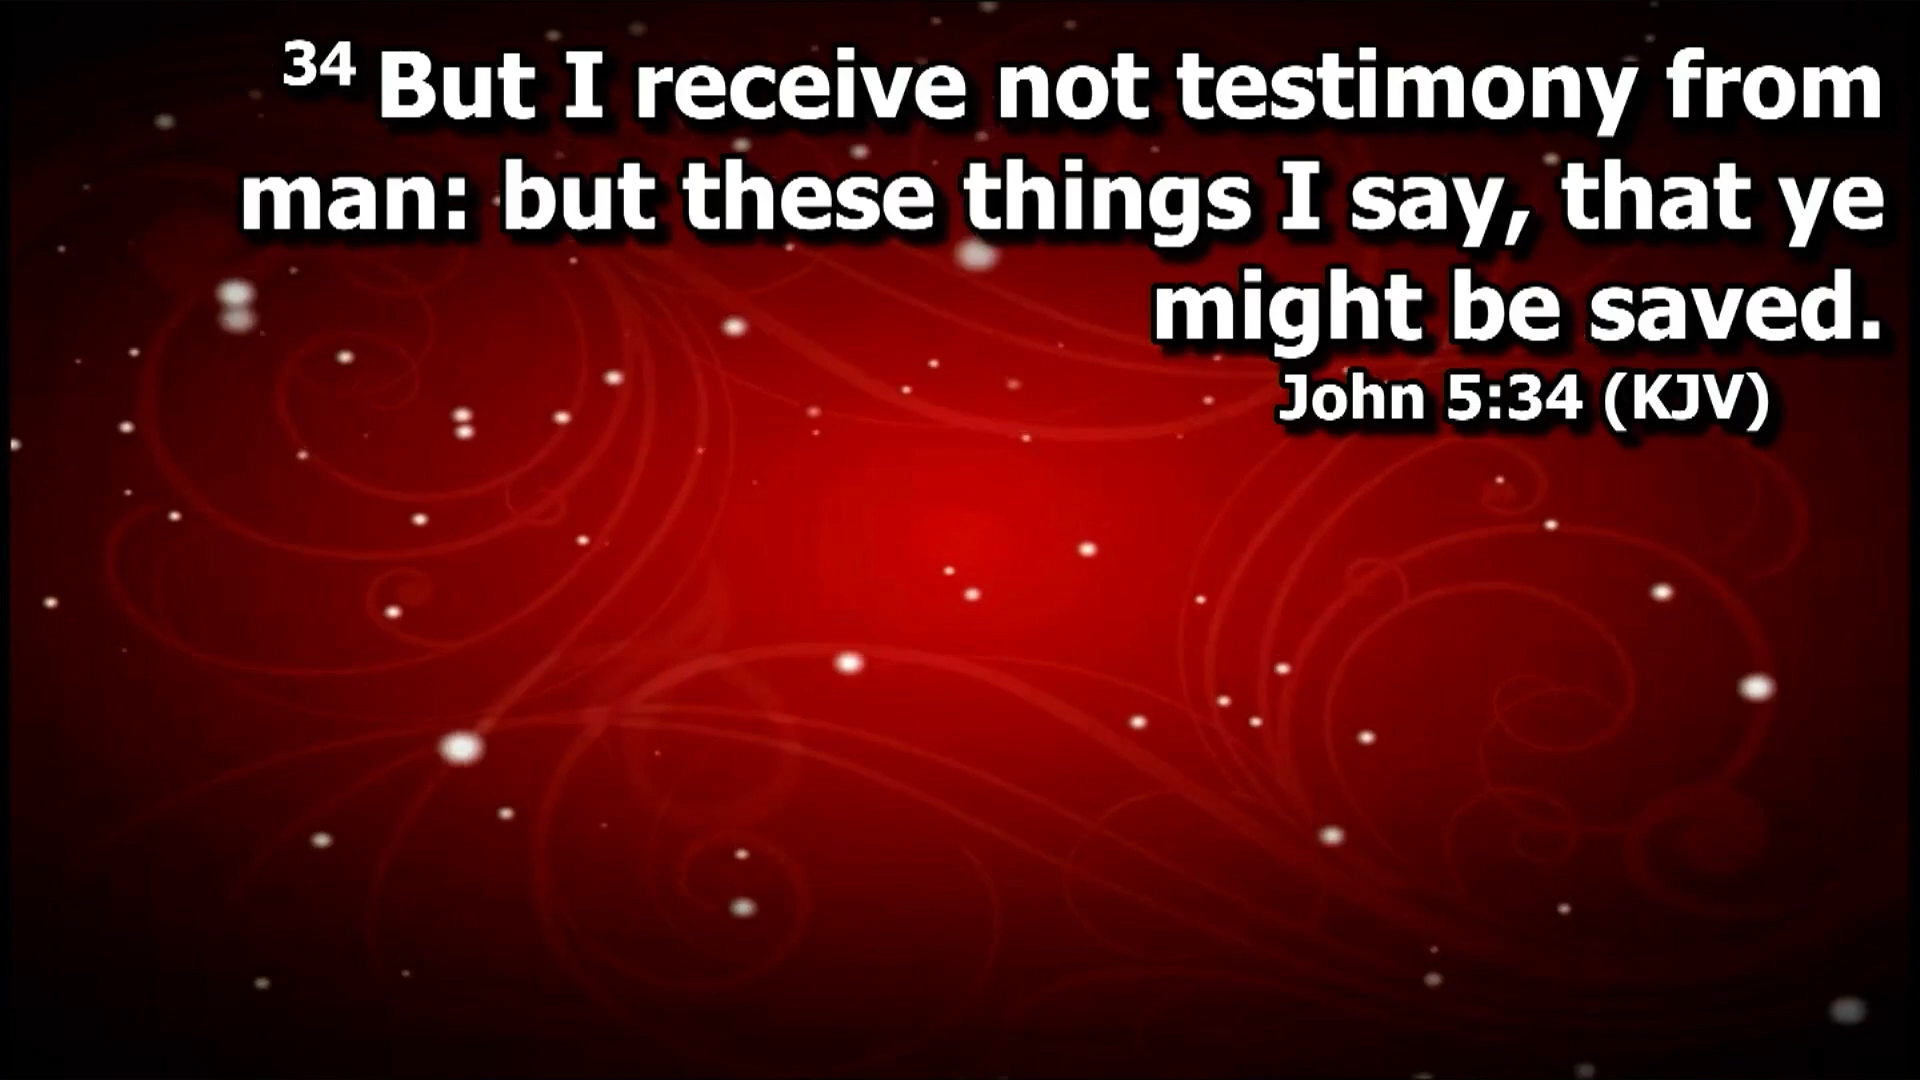 34 But I receive not testimony from
man: but these things I say, that ye
might be saved.
John 5:34 (KJV)